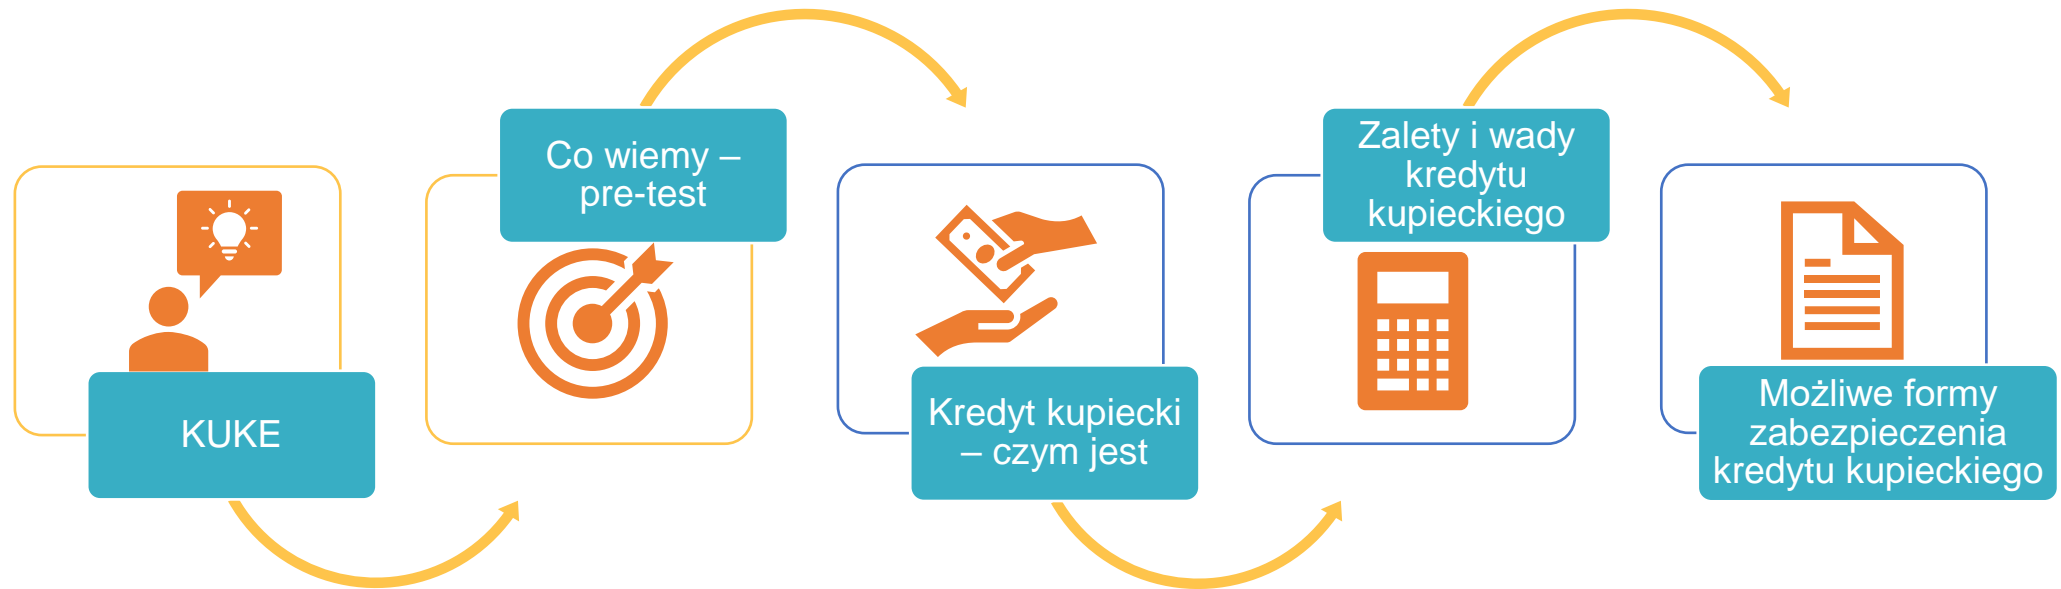 KUKE
Co wiemy –
pre-test
Kredyt kupiecki
– czym jest
Zalety i wady
kredytu
kupieckiego
Możliwe formy
zabezpieczenia
kredytu kupieckiego